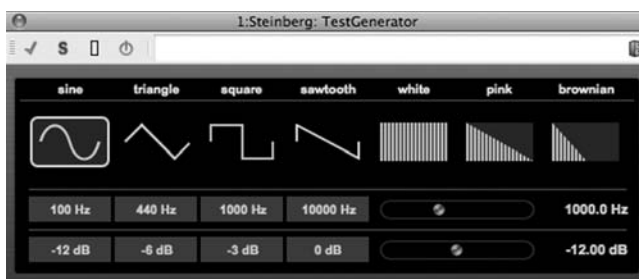 1:Steinberg: TestGenerator
S
sine triangle square sawtooth white pink brownian
100 Hz 440 Hz 1000 Hz 10000 Hz 1000.0 Hz
-12 dB -6 dB -3 dB 0 dB -12.00 dB